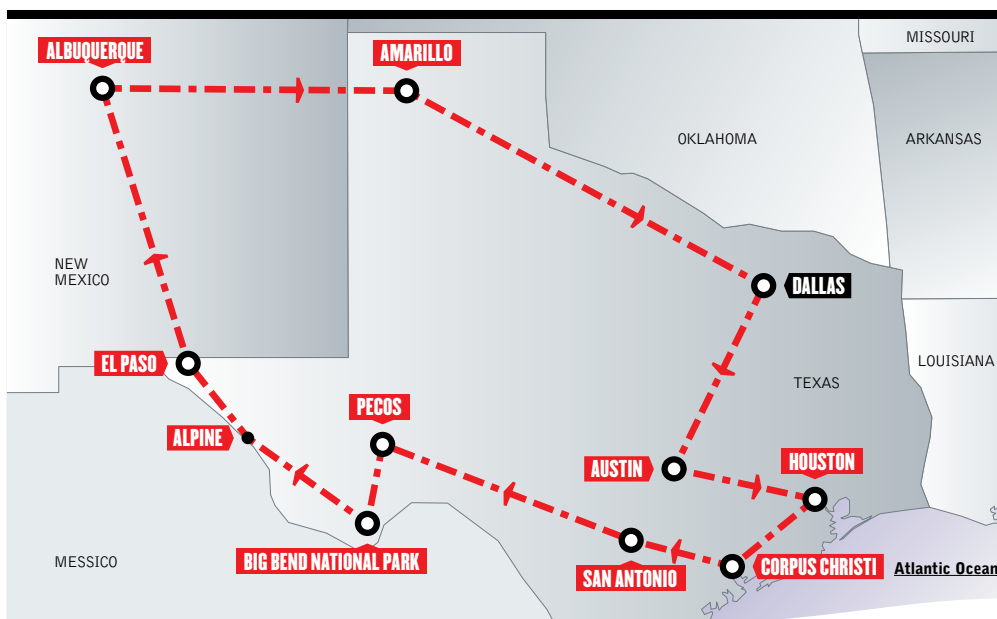 ALBUQUERQUE
AMARILLO
MISSOURI
OKLAHOMA
ARKANSAS
NEW
MEXICO
DALLAS
EL PASO
LOUISIANA
TEXAS
PECOS
ALPINE
AUSTIN
HOUSTON
MESSICO
BIG BEND NATIONAL PARK
SAN ANTONIO
CORPUS CHRISTI
Atlantic Ocean